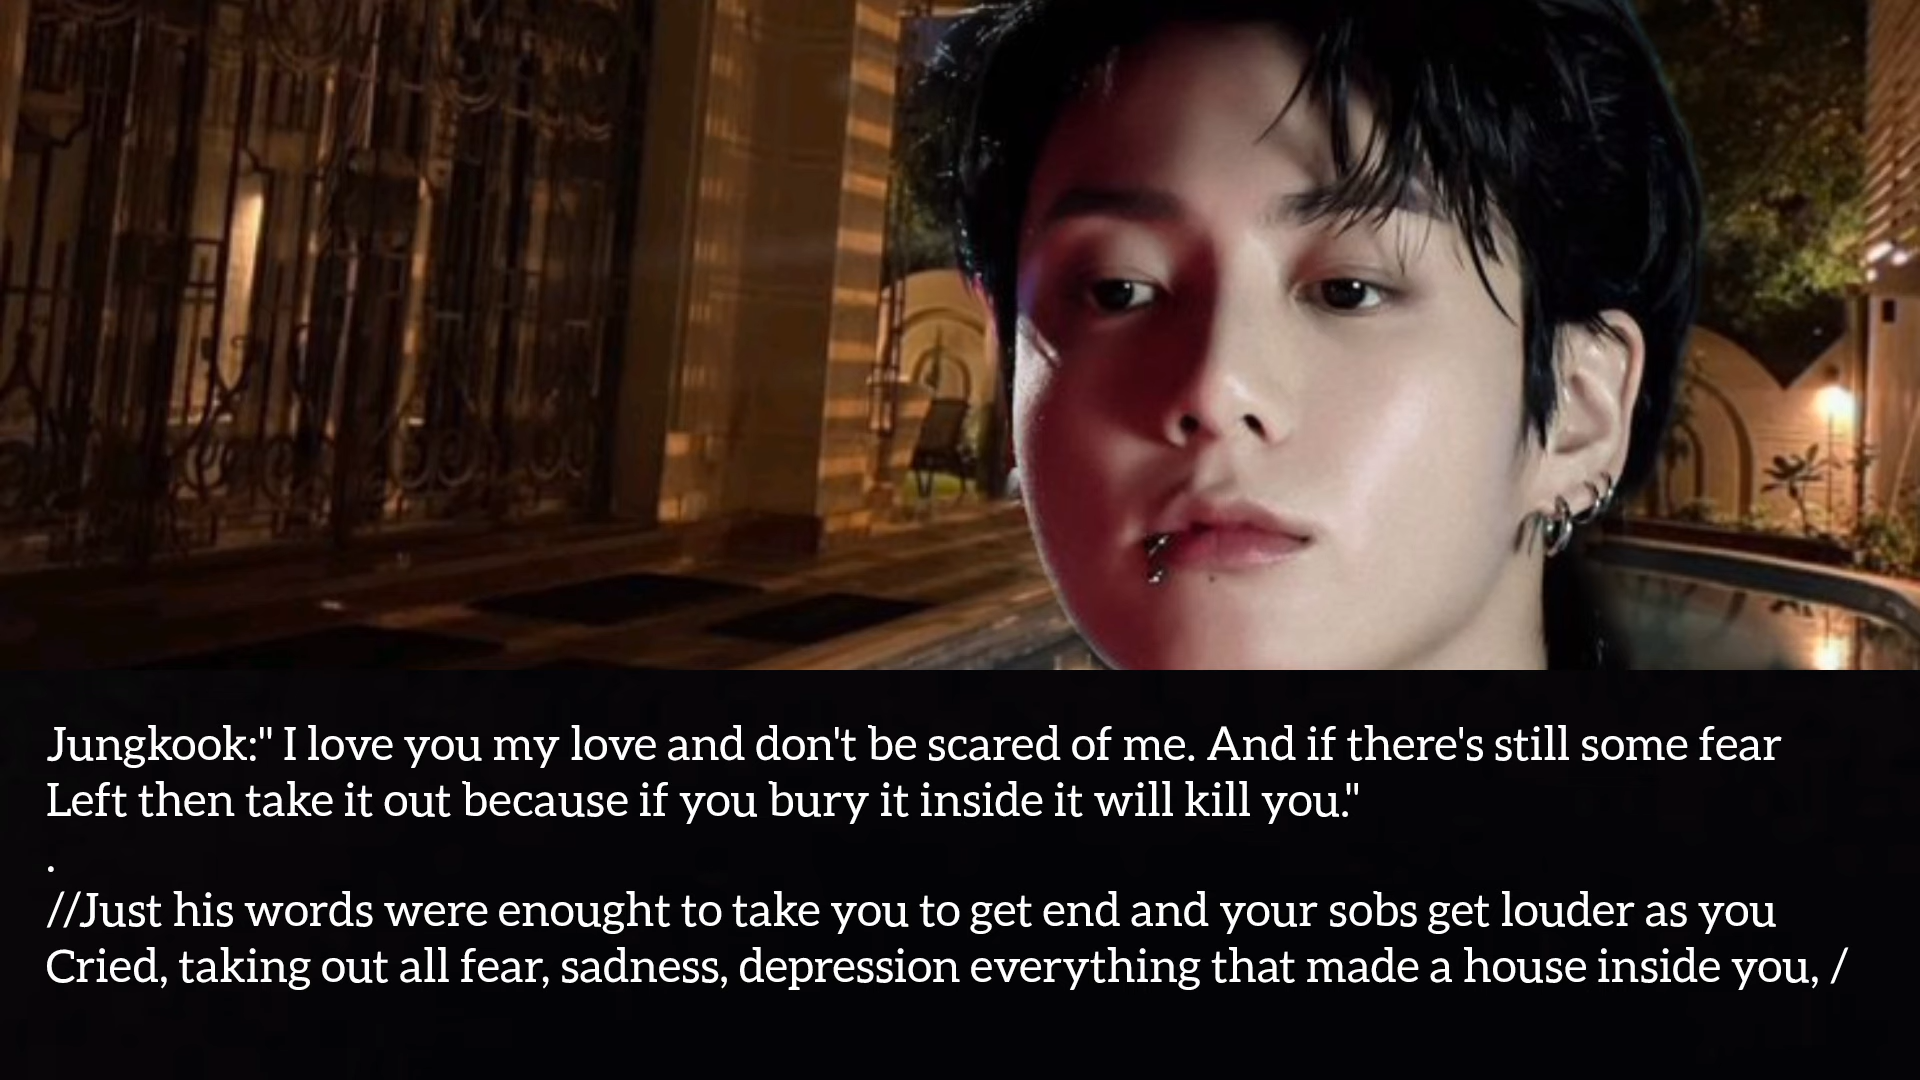 Jungkook:" I love you my love and don't be scared of me. And if there's still some fear
Left then take it out because if you bury it inside it will kill you."
.
//Just his words were enought to take you to get end and your sobs get louder as you
Cried, taking out all fear, sadness, depression everything that made a house inside you, /